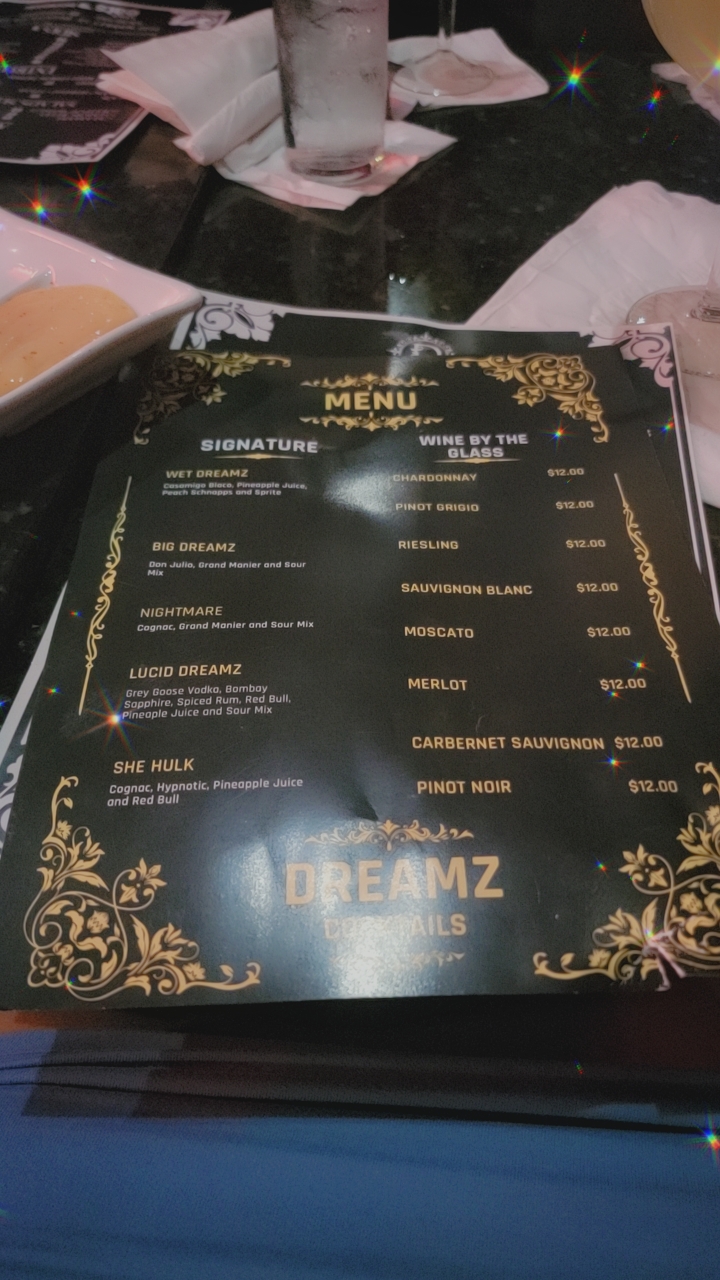 MENU
SIGNATURE
WET DREAMZ
Casamigo Blaco, Pineapple Juice,
Peach Schnapps and Sprite
BIG DREAMZ
Don Julio, Grand Manier and Sour
Mix
NIGHTMARE
Cognac, Grand Manier and Sour Mix
LUCID DREAMZ
Grey Goose Vodka, Bombay
Sapphire, Spiced Rum, Red Bull,
Pineaple Juice and Sour Mix
SHE HULK
Cognac, Hypnotic, Pineapple Juice
and Red Bull
WINE BY THE
GLASS
CHARDONNAY $12.00
PINOT GRIGIO $12.00
RIESLING $12.00
SAUVIGNON BLANC $12.00
MOSCATO $12.00
MERLOT $12.00
CARBERNET SAUVIGNON $12.00
PINOT NOIR $12.00
DREAMZ
COCKTAILS